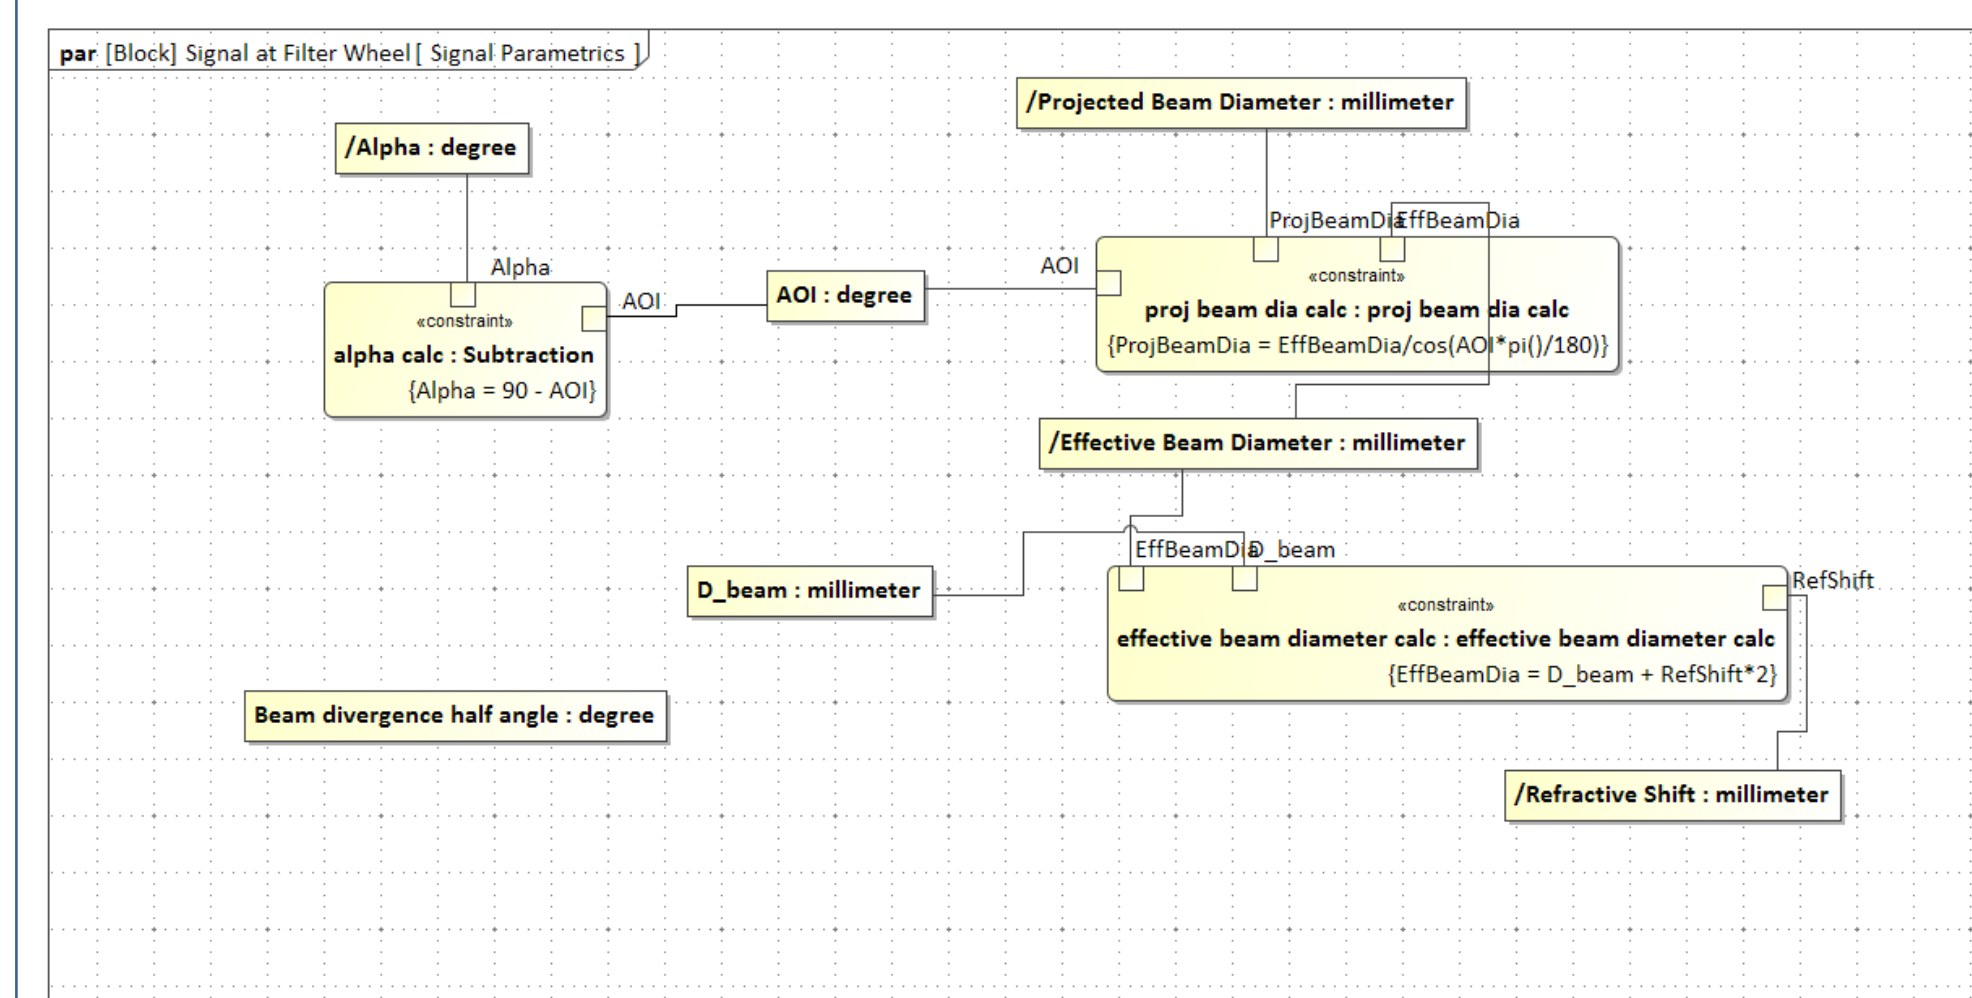 par [Block] Signal at Filter Wheel [ Signal Parametrics ]
/Projected Beam Diameter : millimeter
/Alpha : degree
ProjBeamDia
EffBeamDia
Alpha
AOI
AOI
AOI : degree
«constraint»
proj beam dia calc : proj beam dia calc
{ProjBeamDia = EffBeamDia/cos(AOI*pi()/180)}
«constraint»
alpha calc : Subtraction
{Alpha = 90 - AOI}
/Effective Beam Diameter : millimeter
EffBeamDia
D_beam
D_beam : millimeter
RefShift
«constraint»
effective beam diameter calc : effective beam diameter calc
{EffBeamDia = D_beam + RefShift*2}
Beam divergence half angle : degree
/Refractive Shift : millimeter